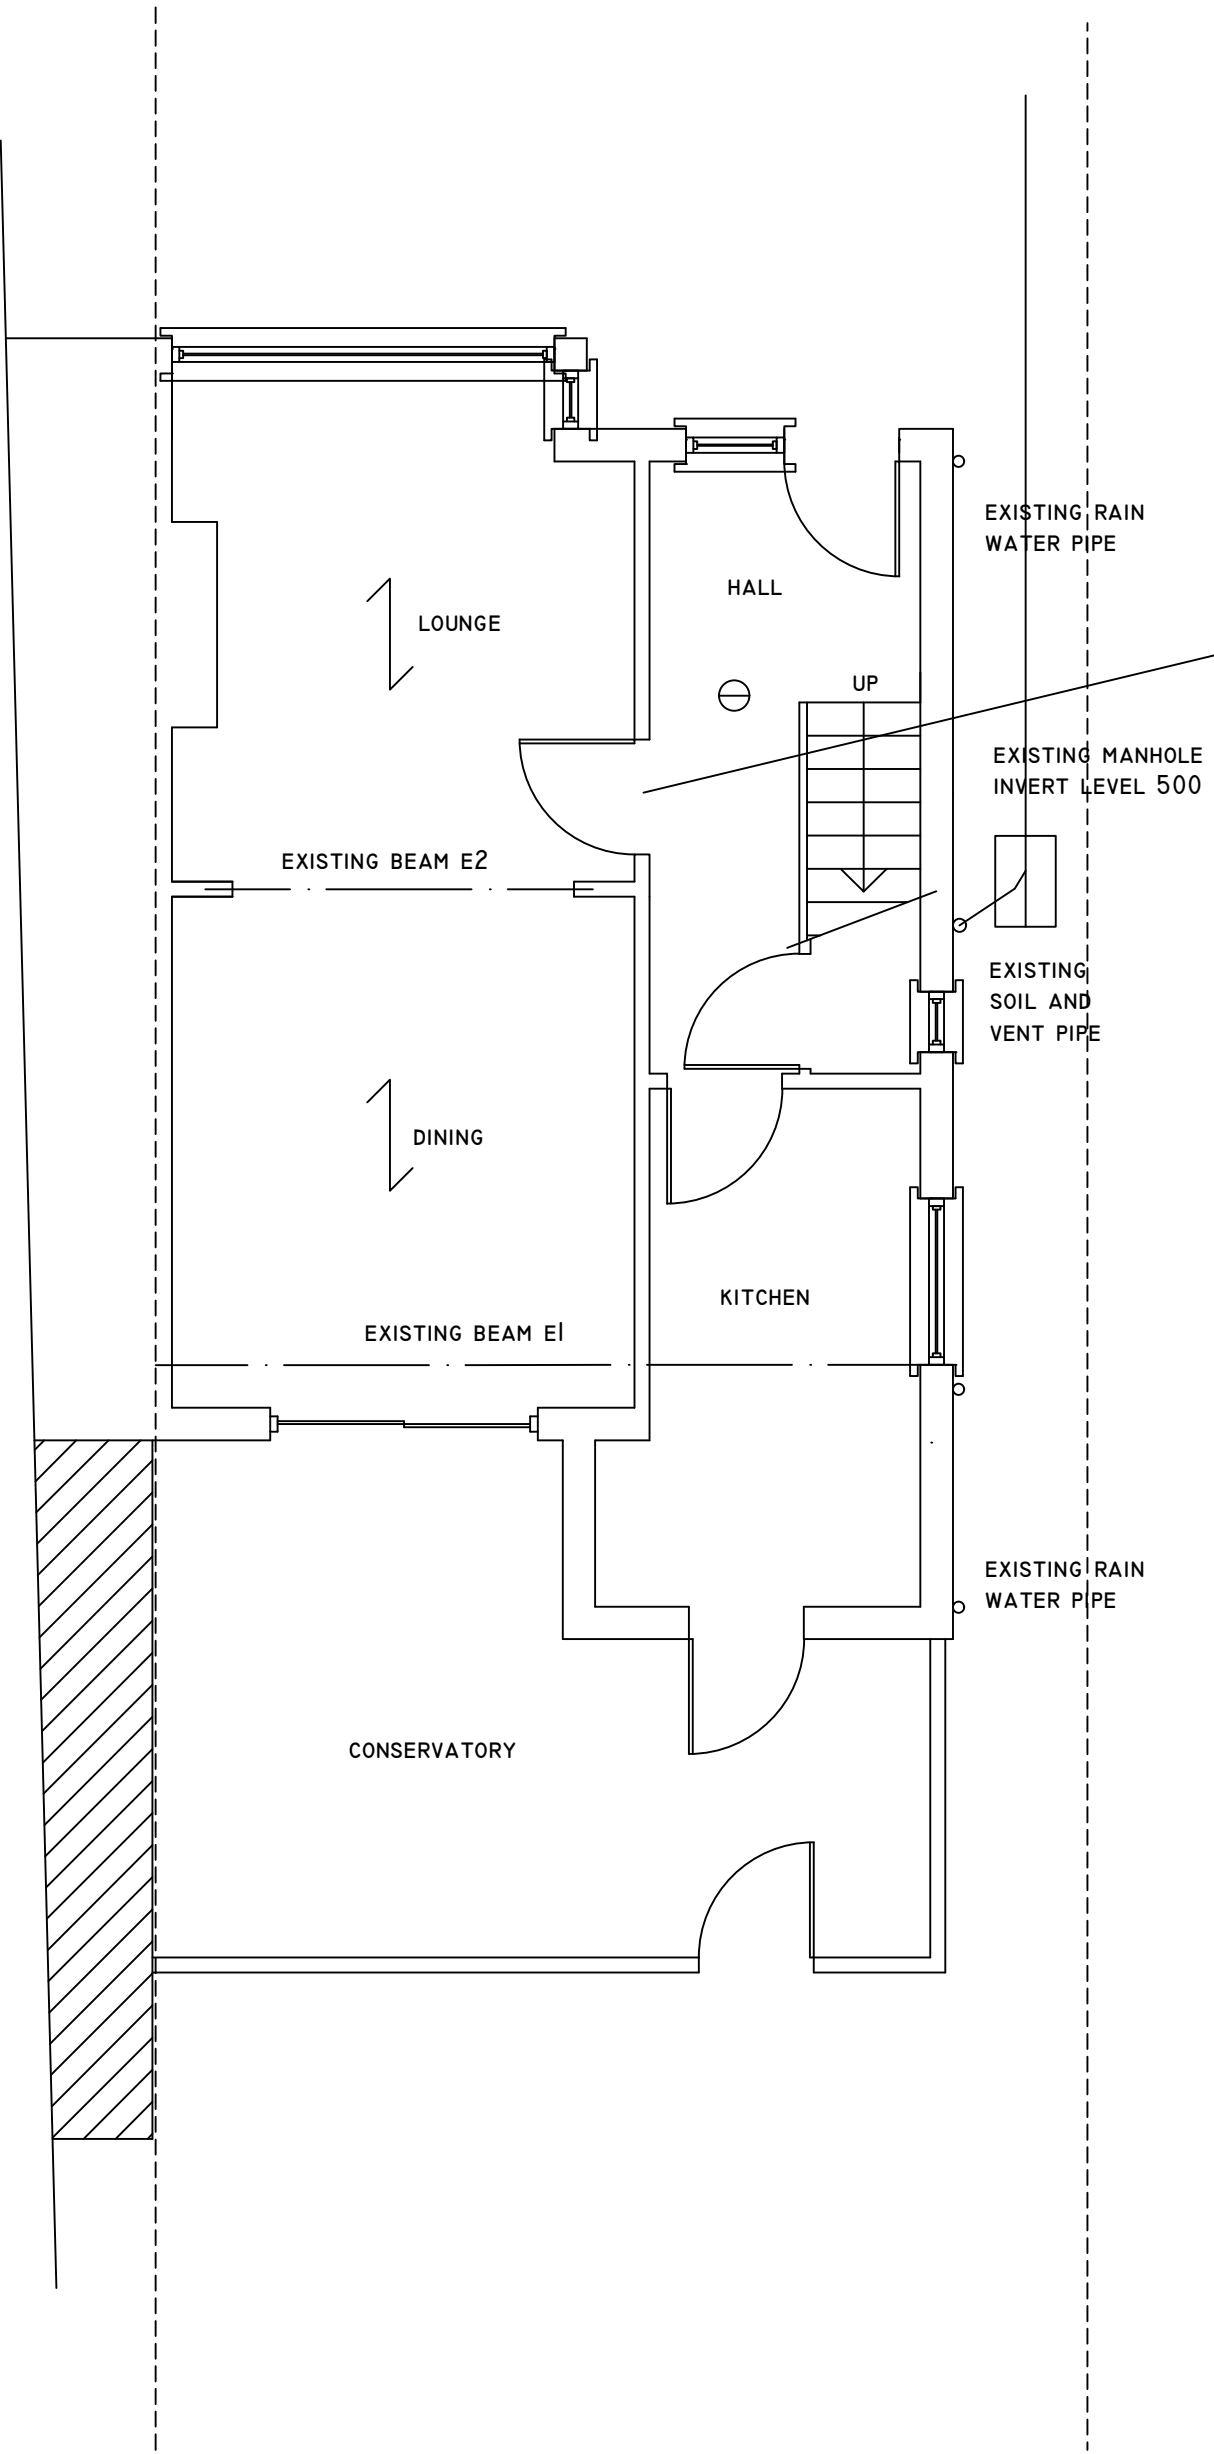 EXISTING RAIN
WATER PIPE
HALL
LOUNGE
UP
EXISTING MANHOLE
INVERT LEVEL 500
EXISTING BEAM E2
EXISTING
SOIL AND
VENT PIPE
DINING
KITCHEN
EXISTING BEAM E1
EXISTING RAIN
WATER PIPE
CONSERVATORY